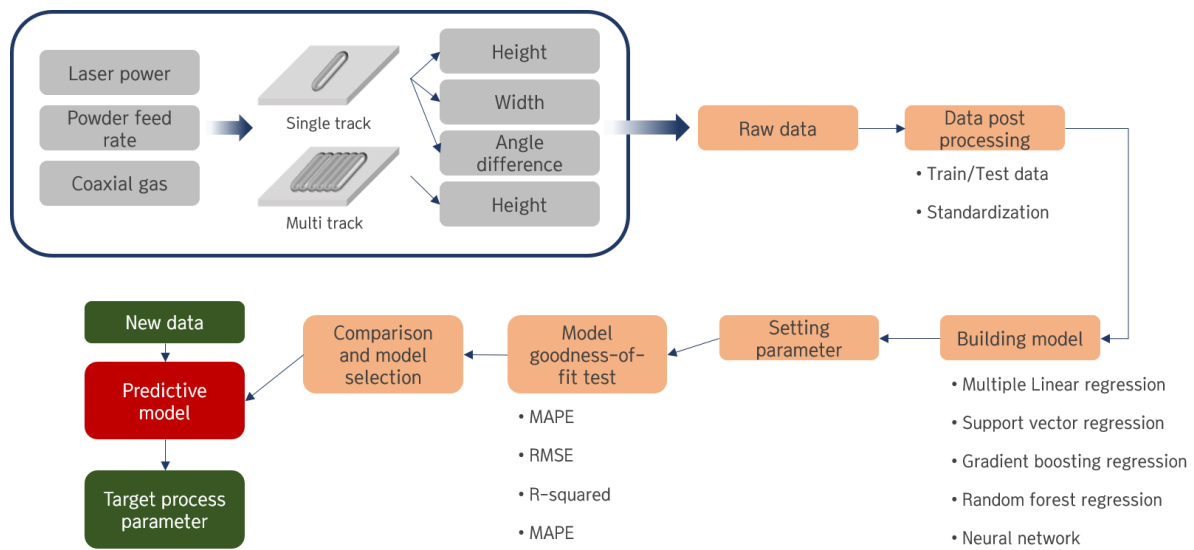 Laser power
Powder feed
rate
Coaxial gas
Single track
Multi track
Height
Width
Angle
difference
Height
Raw data
Data post
processing
• Train/Test data
• Standardization
Building model
• Multiple Linear regression
• Support vector regression
• Gradient boosting regression
• Random forest regression
• Neural network
Setting
parameter
Model
goodness-of-
fit test
• MAPE
• RMSE
• R-squared
• MAPE
Comparison
and model
selection
New data
Predictive
model
Target process
parameter